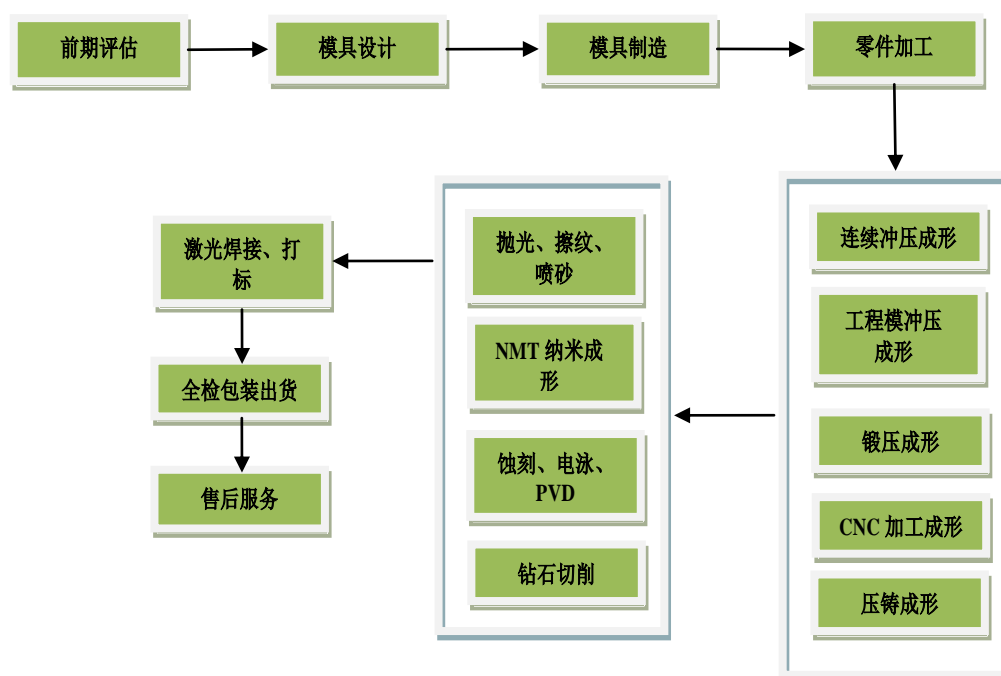 前期评估
模具设计
模具制造
零件加工
连续冲压成形
工程模冲压
成形
锻压成形
CNC 加工成形
压铸成形
抛光、擦纹、
喷砂
NMT 纳米成
形
蚀刻、电泳、
PVD
钻石切削
激光焊接、打
标
全检包装出货
售后服务